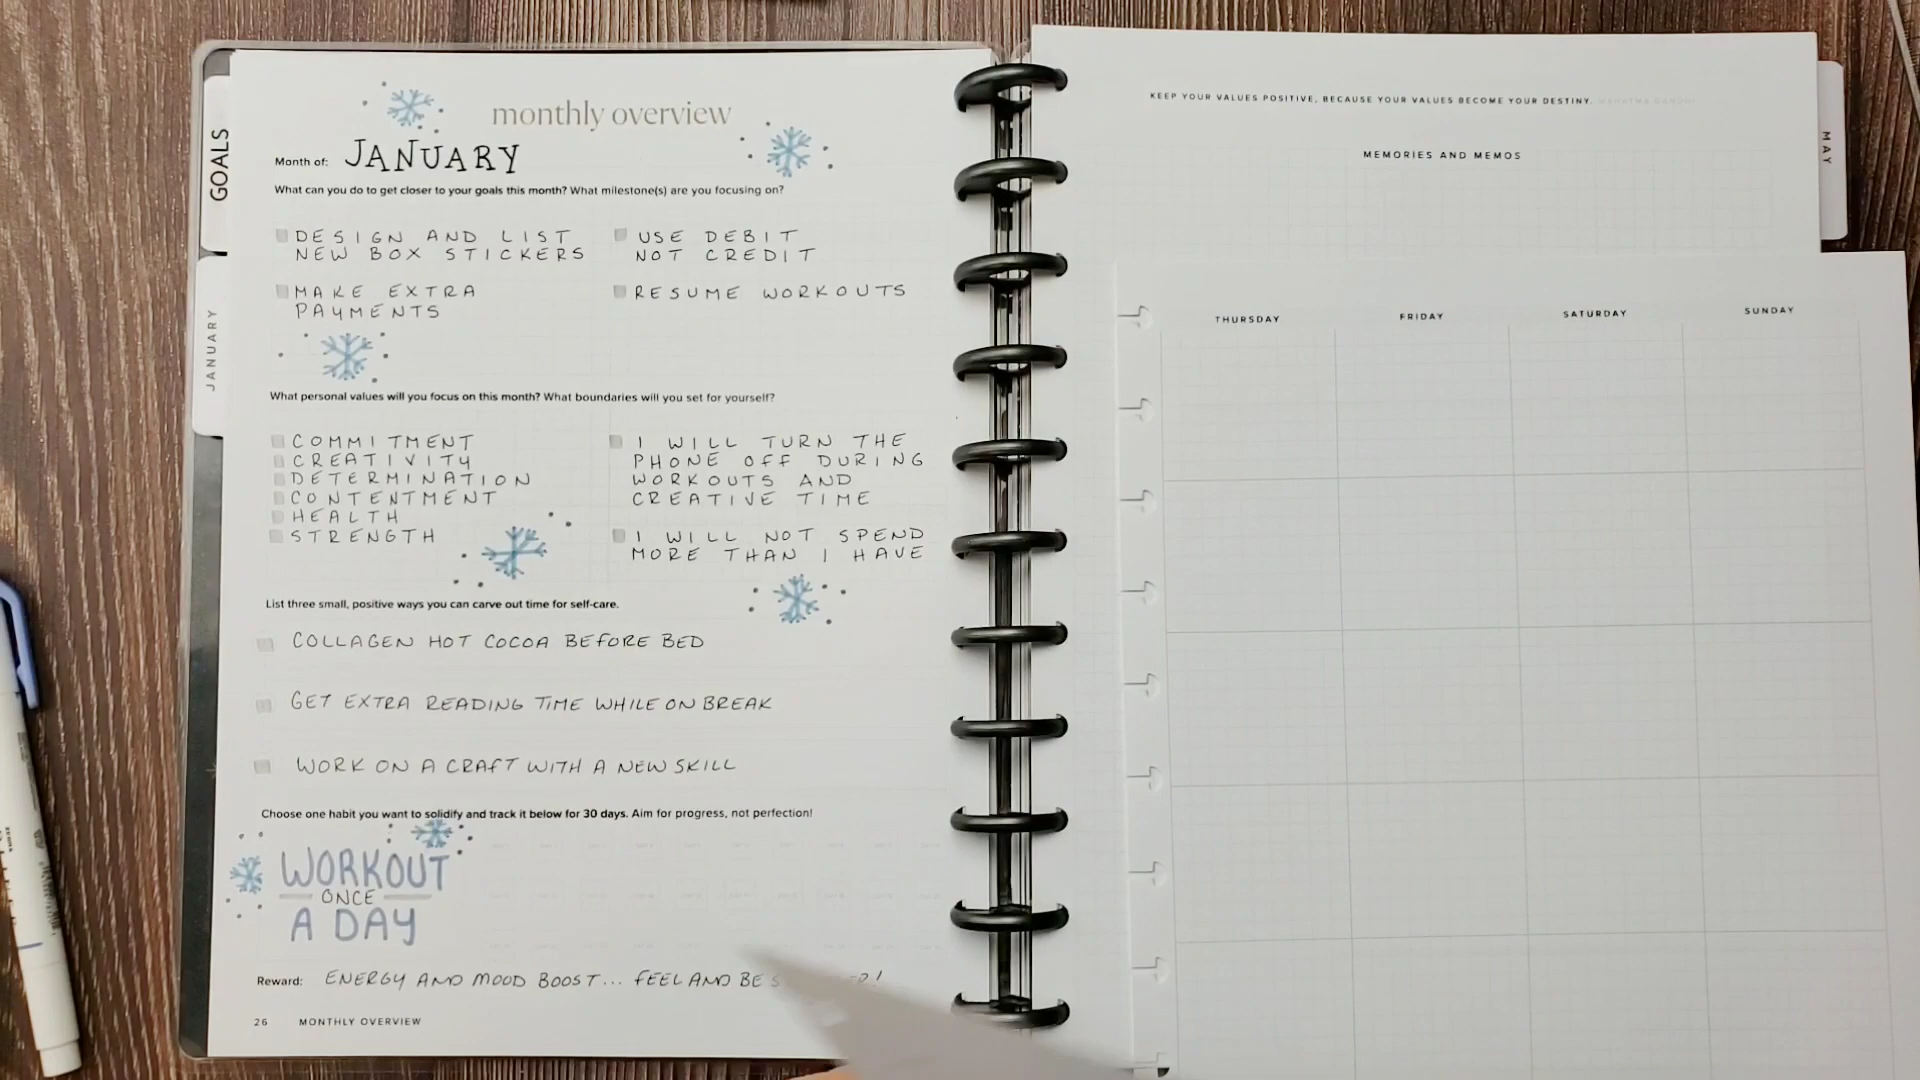 GOALS
JANUARY
monthly overview
Month of: JANUARY
What can you do to get closer to your goals this month? What milestone(s) are you focusing on?
DESIGN AND LIST
NEW BOX STICKERS
MAKE EXTRA
PAYMENTS
USE DEBIT
NOT CREDIT
RESUME WORKOUTS
What personal values will you focus on this month? What boundaries will you set for yourself?
COMMITMENT
CREATIVITY
DETERMINATION
CONTENTMENT
HEALTH
STRENGTH
I WILL TURN THE
PHONE OFF DURING
WORKOUTS AND
CREATIVE TIME
I WILL NOT SPEND
MORE THAN I HAVE
List three small, positive ways you can carve out time for self-care.
COLLAGEN HOT COCOA BEFORE BED
GET EXTRA READING TIME WHILE ON BREAK
WORK ON A CRAFT WITH A NEW SKILL
Choose one habit you want to solidify and track it below for 30 days. Aim for progress, not perfection!
WORKOUT
ONCE
A DAY
Reward: ENERGY AND MOOD BOOST... FEEL AND BE
26 MONTHLY OVERVIEW
KEEP YOUR VALUES POSITIVE, BECAUSE YOUR VALUES BECOME YOUR DESTINY.
MEMORIES AND MEMOS
MAY
THURSDAY FRIDAY SATURDAY SUNDAY